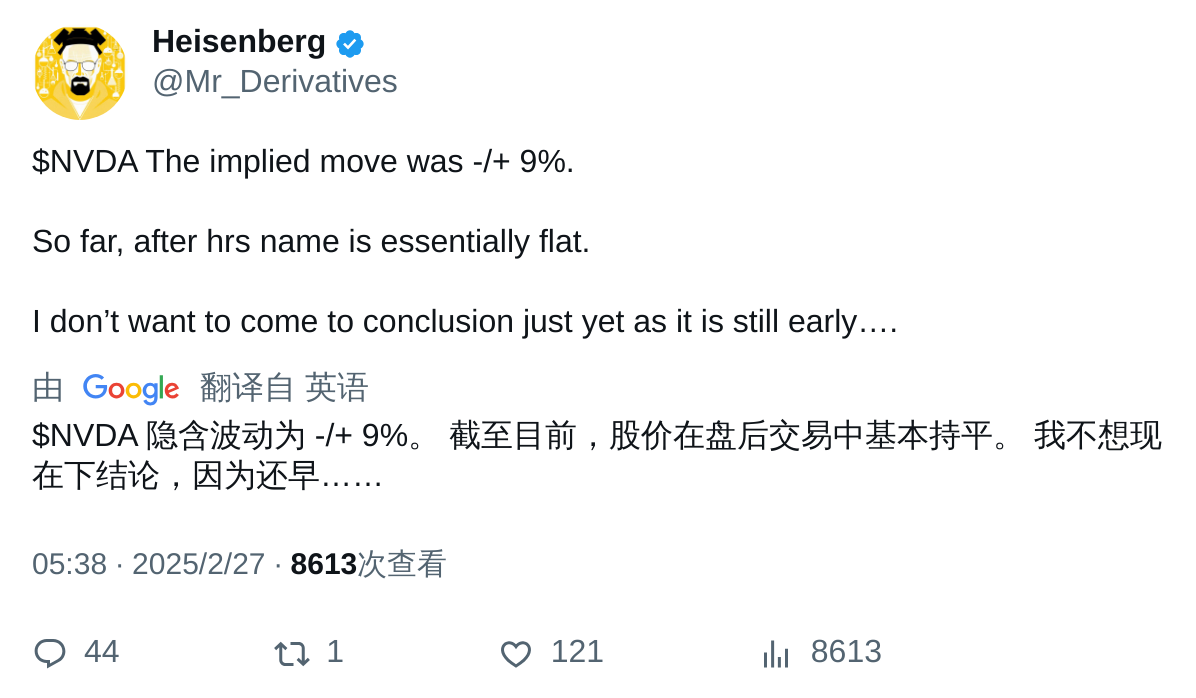 Heisenberg
@Mr_Derivatives
$NVDA The implied move was -/+ 9%.
So far, after hrs name is essentially flat.
I don’t want to come to conclusion just yet as it is still early….
由 Google 翻译自 英语
$NVDA 隐含波动为 -/+ 9%。 截至目前，股价在盘后交易中基本持平。 我不想现
在下结论，因为还早……
05:38 · 2025/2/27 · 8613次查看
44 1 121 8613